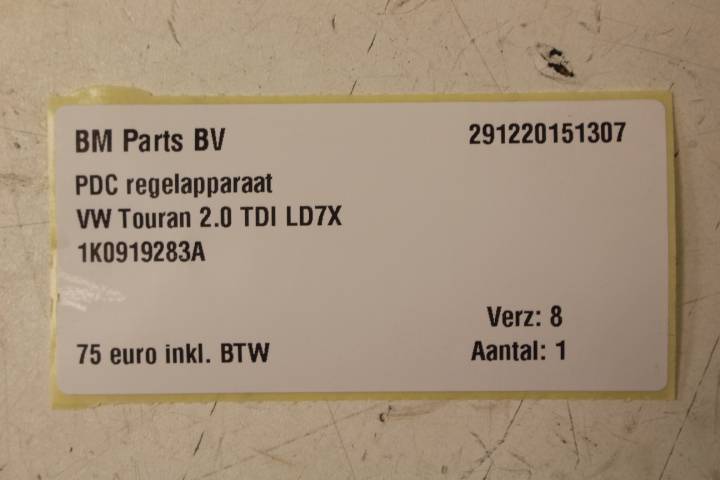 BM Parts BV 291220151307
PDC regelapparaat
VW Touran 2.0 TDI LD7X
1K0919283A
Verz: 8
75 euro inkl. BTW Aantal: 1